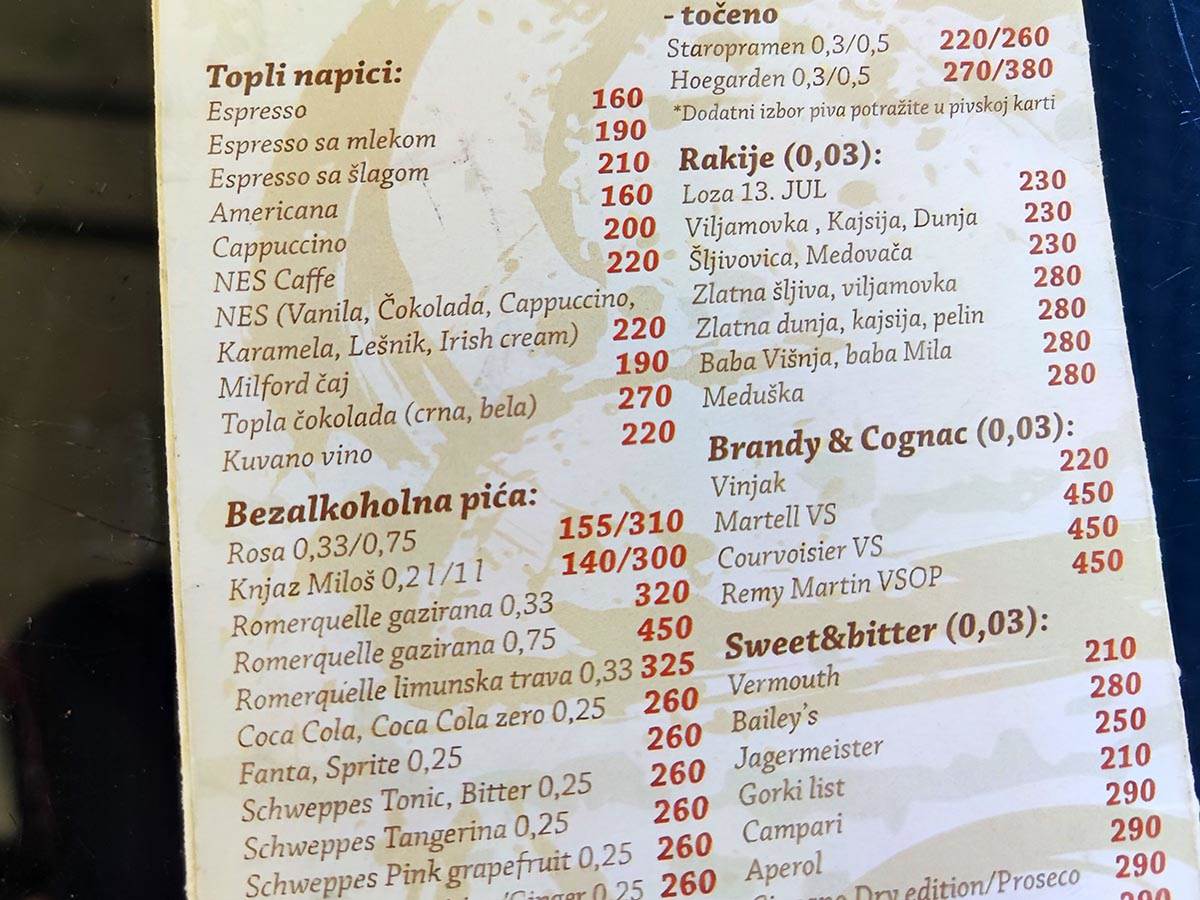 Topli napici:
Espresso 160
Espresso sa mlekom 190
Espresso sa šlagom 210
Americana 160
Cappuccino 200
NES Caffe 220
NES (Vanila, Čokolada, Cappuccino,
Karamela, Lešnik, Irish cream) 220
Milford čaj 190
Topla čokolada (crna, bela) 270
Kuvano vino 220
Bezalkoholna pića:
Rosa 0,33/0,75 155/310
Knjaz Miloš 0,2 l/1 l 140/300
Romerquelle gazirana 0,33 320
Romerquelle gazirana 0,75 450
Romerquelle limunska trava 0,33 325
Coca Cola, Coca Cola zero 0,25 260
Fanta, Sprite 0,25 260
Schweppes Tonic, Bitter 0,25 260
Schweppes Tangerina 0,25 260
Schweppes Pink grapefruit 0,25 260
/Ginger 0,25 260
- točeno
Staropramen 0,3/0,5 220/260
Hoegarden 0,3/0,5 270/380
*Dodatni izbor piva potražite u pivskoj karti
Rakije (0,03):
Loza 13. JUL 230
Viljamovka , Kajsija, Dunja 230
Šljivovica, Medovača 230
Zlatna šljiva, viljamovka 280
Zlatna dunja, kajsija, pelin 280
Baba Višnja, baba Mila 280
Meduška 280
Brandy & Cognac (0,03):
Vinjak 220
Martell VS 450
Courvoisier VS 450
Remy Martin VSOP 450
Sweet&bitter (0,03):
Vermouth 210
Bailey's 280
Jagermeister 250
Gorki list 210
Campari 290
Aperol 290
Dry edition/Proseco 290